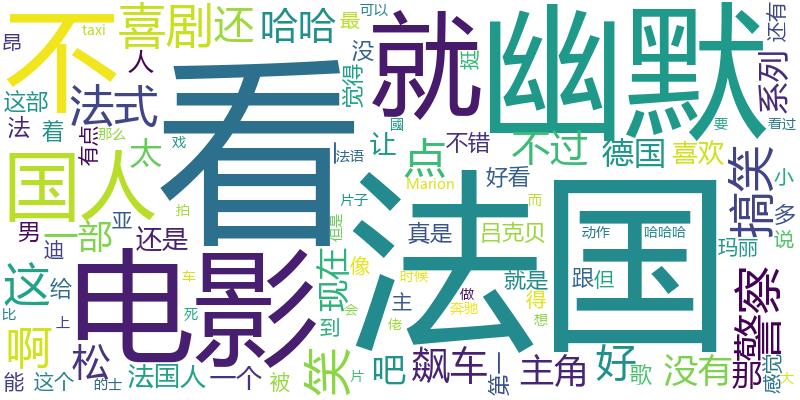 昂
taxi
喜剧
还
哈哈
最
可以
就
幽默
系列
还有
不
人
没
挺
这部
法式
看
觉得
法
着
有点
那么
戏
國
要
看过
国人
太
法语
让
点
不错
不过
德国
喜欢
搞笑
小
Marion
好看
而
片子
多
男
一部
亚
拍
但是
法国
真是
吕克贝
动作
哈哈哈
说
迪
还是
电影
现在
像
时候
就是
跟
但
玛丽
这
给
车
主
做
得
奔驰
想
警察
那
比
上
死
到
会
佬
啊
松
笑
吧
飙车
第一
主角
好
歌
没有
感觉
大
能
这个
的士
法国人
一个
被
片